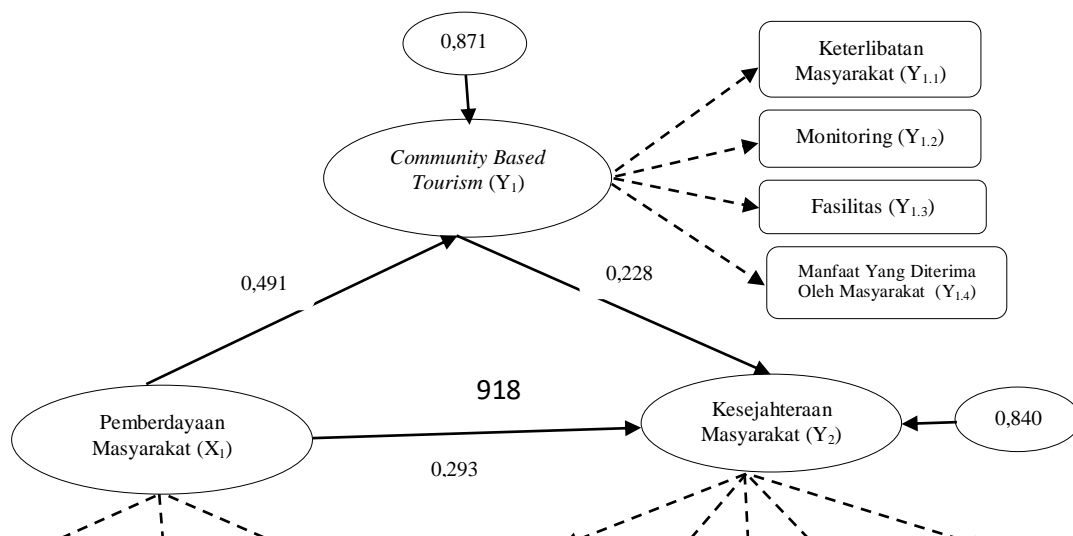 0,871
Keterlibatan
Masyarakat (Y1.1)
Monitoring (Y1.2)
Community Based
Tourism (Y1)
Fasilitas (Y1.3)
Manfaat Yang Diterima
Oleh Masyarakat (Y1.4)
0,491
0,228
918
Pemberdayaan
Masyarakat (X1)
Kesejahteraan
Masyarakat (Y2)
0,840
0,293